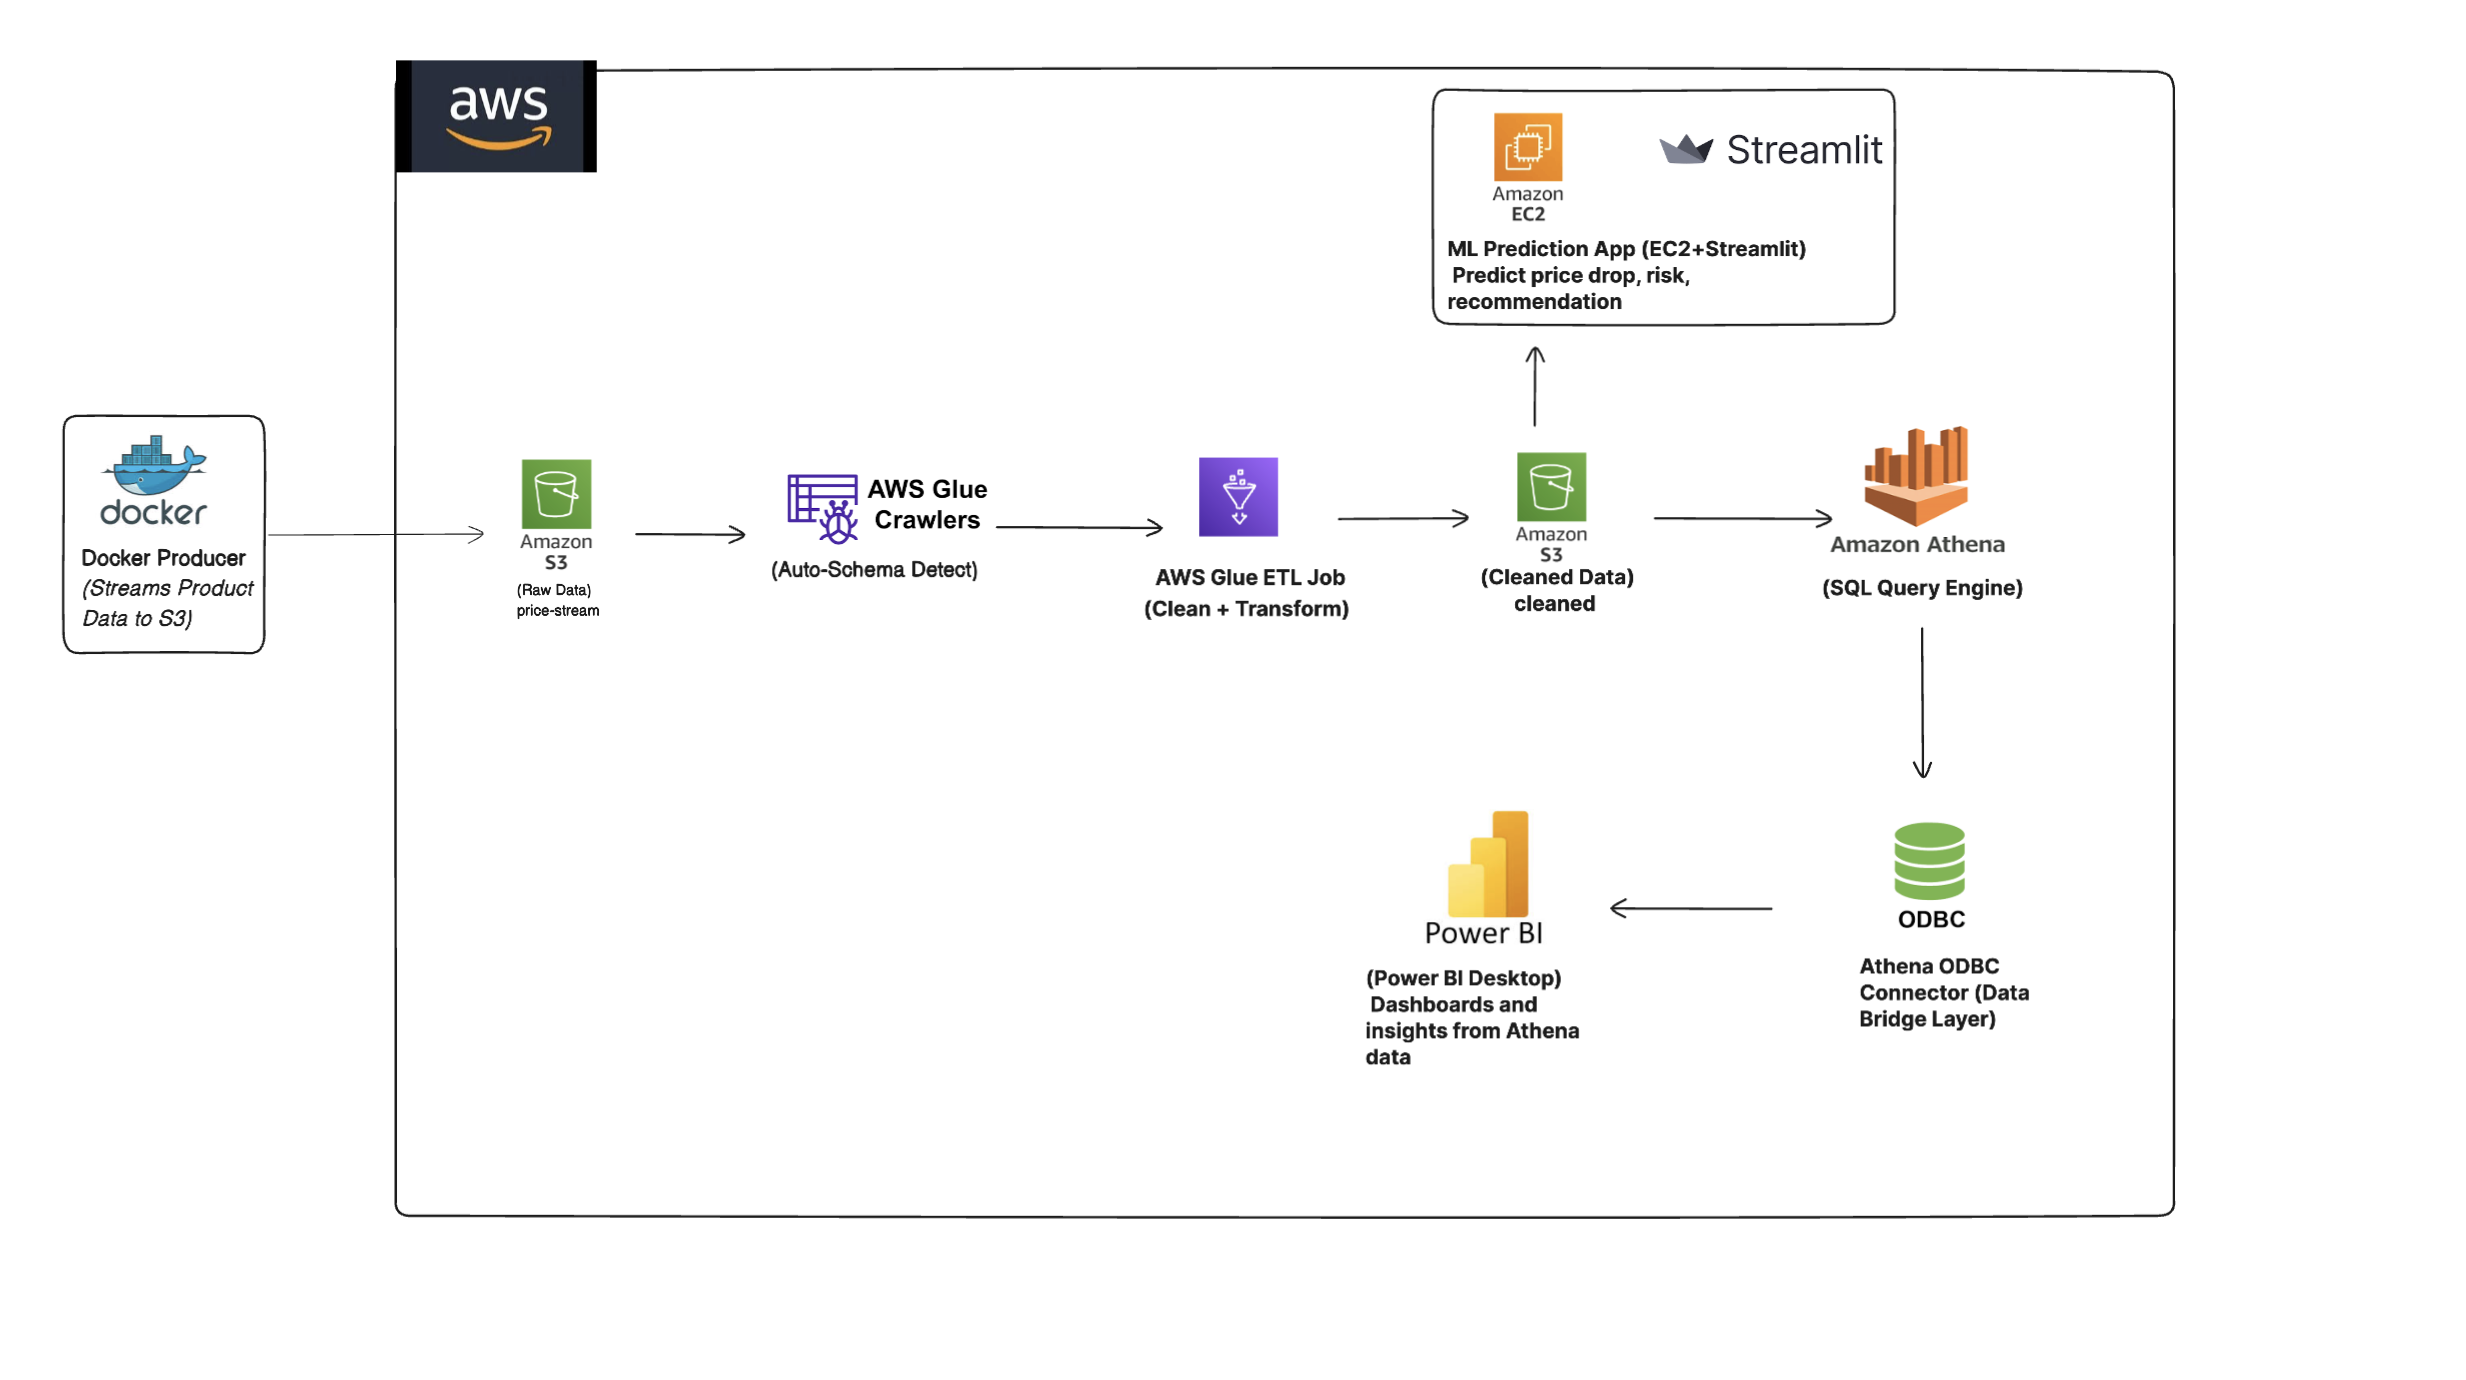 aws
Amazon
EC2
Streamlit
ML Prediction App (EC2+Streamlit)
Predict price drop, risk,
recommendation
docker
Docker Producer
(Streams Product
Data to S3)
Amazon
S3
(Raw Data)
price-stream
AWS Glue
Crawlers
(Auto-Schema Detect)
AWS Glue ETL Job
(Clean + Transform)
Amazon
S3
(Cleaned Data)
cleaned
Amazon Athena
(SQL Query Engine)
Power BI
(Power BI Desktop)
Dashboards and
insights from Athena
data
ODBC
Athena ODBC
Connector (Data
Bridge Layer)